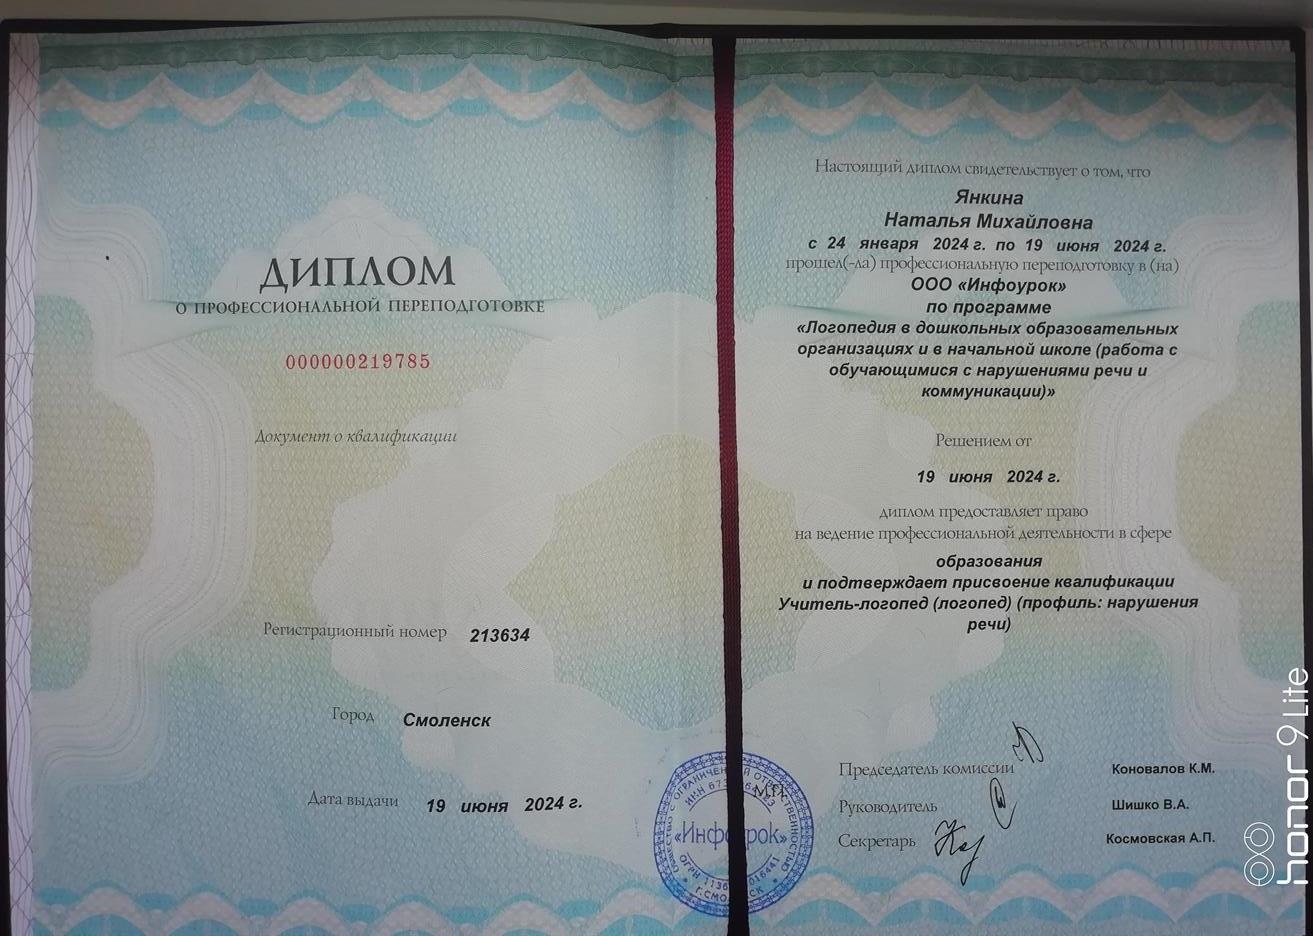 ДИПЛОМ
О ПРОФЕССИОНАЛЬНОЙ ПЕРЕПОДГОТОВКЕ
000000219785
Документ о квалификации
Регистрационный номер 213634
Город Смоленск
Дата выдачи 19 июня 2024 г.
Настоящий диплом свидетельствует о том, что
Янкина
Наталья Михайловна
с 24 января 2024 г. по 19 июня 2024 г.
прошел(-ла) профессиональную переподготовку в (на)
ООО «Инфоурок»
по программе
«Логопедия в дошкольных образовательных
организациях и в начальной школе (работа с
обучающимися с нарушениями речи и
коммуникации)»
Решением от
19 июня 2024 г.
диплом предоставляет право
на ведение профессиональной деятельности в сфере
образования
и подтверждает присвоение квалификации
Учитель-логопед (логопед) (профиль: нарушения
речи)
Председатель комиссии Коновалов К.М.
Руководитель Шишко В.А.
Секретарь Космовская А.П.
М.П.
«Инфоурок»
honor 9 Lite